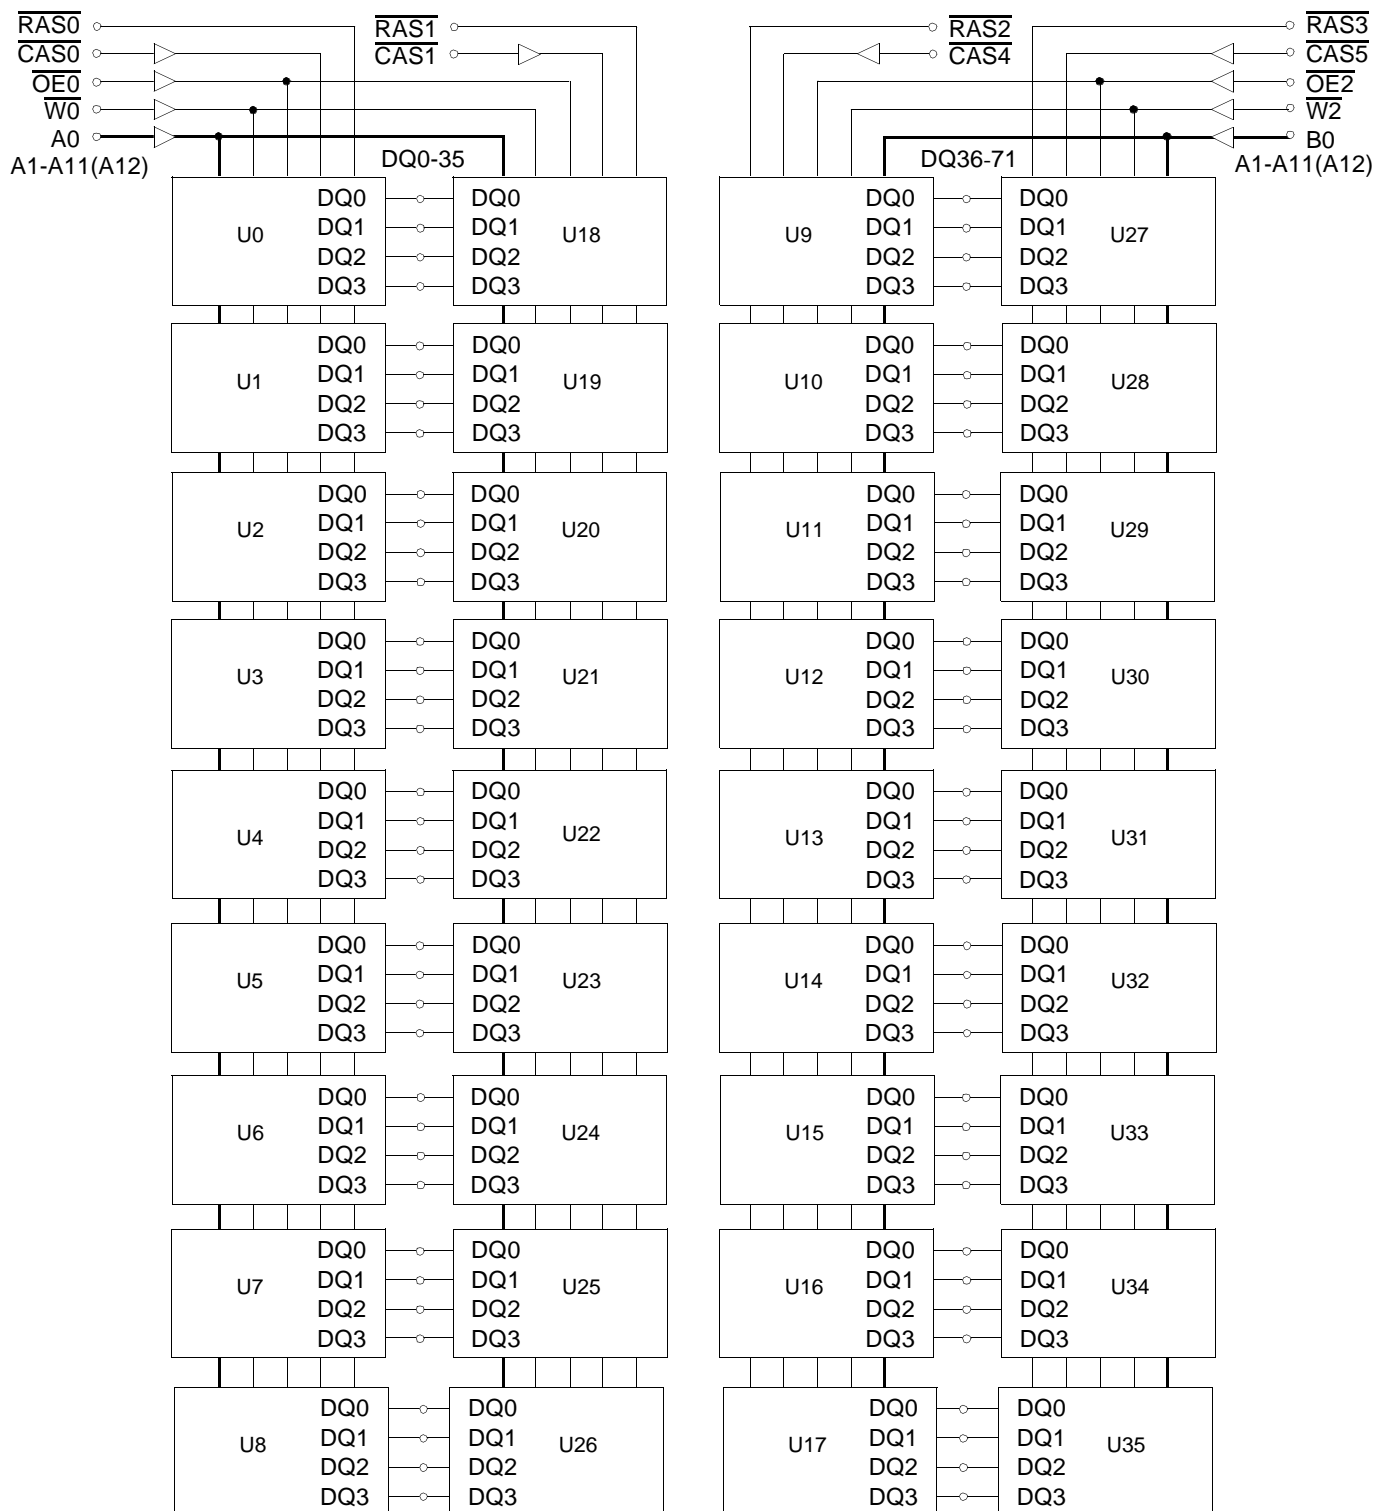 RAS0 RAS1 RAS2 RAS3
CAS0 CAS1 CAS4 CAS5
OE0 OE2
W0 W2
A0 B0
A1-A11(A12) DQ0-35 DQ36-71 A1-A11(A12)
DQ0 DQ0 DQ0 DQ0
U0 DQ1 DQ1 U18 U9 DQ1 DQ1 U27
DQ2 DQ2 DQ2 DQ2
DQ3 DQ3 DQ3 DQ3
DQ0 DQ0 DQ0 DQ0
U1 DQ1 DQ1 U19 U10 DQ1 DQ1 U28
DQ2 DQ2 DQ2 DQ2
DQ3 DQ3 DQ3 DQ3
DQ0 DQ0 DQ0 DQ0
U2 DQ1 DQ1 U20 U11 DQ1 DQ1 U29
DQ2 DQ2 DQ2 DQ2
DQ3 DQ3 DQ3 DQ3
DQ0 DQ0 DQ0 DQ0
U3 DQ1 DQ1 U21 U12 DQ1 DQ1 U30
DQ2 DQ2 DQ2 DQ2
DQ3 DQ3 DQ3 DQ3
DQ0 DQ0 DQ0 DQ0
U4 DQ1 DQ1 U22 U13 DQ1 DQ1 U31
DQ2 DQ2 DQ2 DQ2
DQ3 DQ3 DQ3 DQ3
DQ0 DQ0 DQ0 DQ0
U5 DQ1 DQ1 U23 U14 DQ1 DQ1 U32
DQ2 DQ2 DQ2 DQ2
DQ3 DQ3 DQ3 DQ3
DQ0 DQ0 DQ0 DQ0
U6 DQ1 DQ1 U24 U15 DQ1 DQ1 U33
DQ2 DQ2 DQ2 DQ2
DQ3 DQ3 DQ3 DQ3
DQ0 DQ0 DQ0 DQ0
U7 DQ1 DQ1 U25 U16 DQ1 DQ1 U34
DQ2 DQ2 DQ2 DQ2
DQ3 DQ3 DQ3 DQ3
DQ0 DQ0 DQ0 DQ0
U8 DQ1 DQ1 U26 U17 DQ1 DQ1 U35
DQ2 DQ2 DQ2 DQ2
DQ3 DQ3 DQ3 DQ3